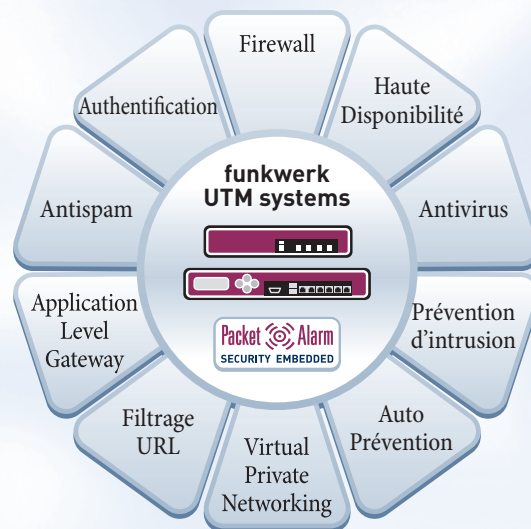 Firewall
Haute
Disponibilité
Antivirus
Prévention
d'intrusion
Auto
Prévention
Virtual
Private
Networking
Filtrage
URL
Application
Level
Gateway
Antispam
Authentification
funkwerk
UTM systems
Packet Alarm
SECURITY EMBEDDED